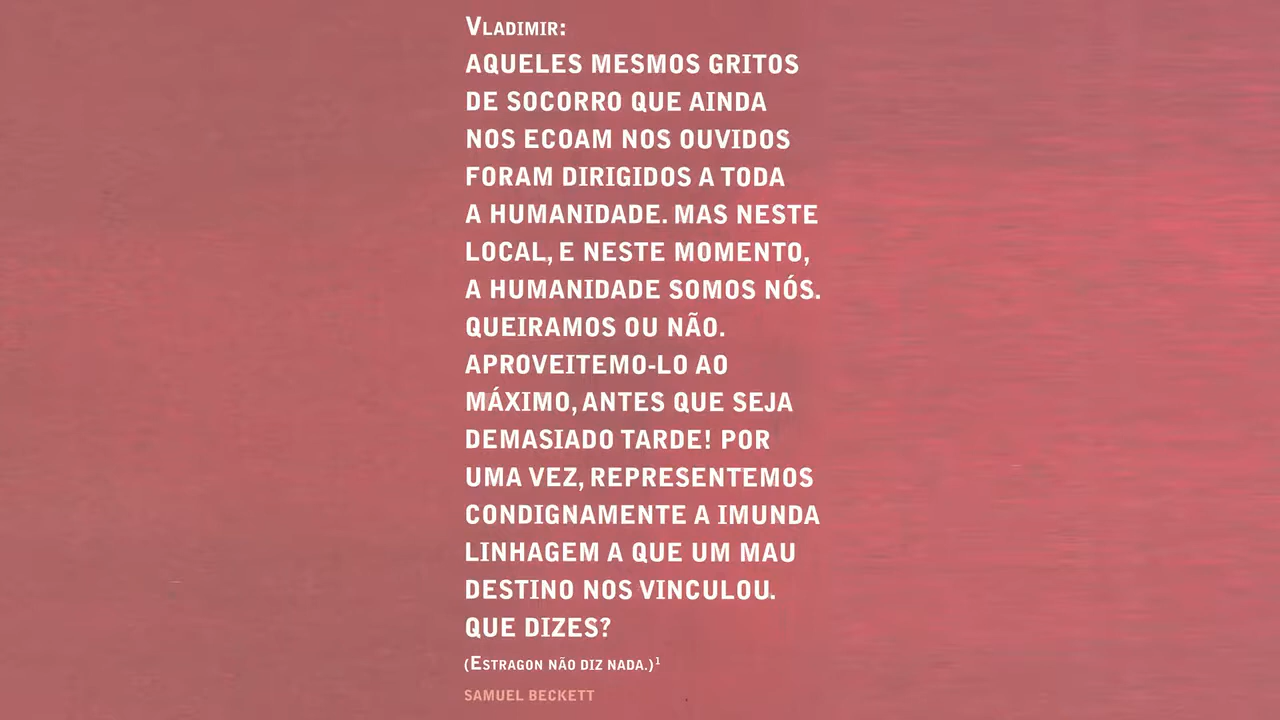 Vladimir:
AQUELES MESMOS GRITOS
DE SOCORRO QUE AINDA
NOS ECOAM NOS OUVIDOS
FORAM DIRIGIDOS A TODA
A HUMANIDADE. MAS NESTE
LOCAL, E NESTE MOMENTO,
A HUMANIDADE SOMOS NÓS.
QUEIRAMOS OU NÃO.
APROVEITEMO-LO AO
MÁXIMO, ANTES QUE SEJA
DEMASIADO TARDE! POR
UMA VEZ, REPRESENTEMOS
CONDIGNAMENTE A IMUNDA
LINHAGEM A QUE UM MAU
DESTINO NOS VINCULOU.
QUE DIZES?
(Estragon não diz nada.)¹
SAMUEL BECKETT